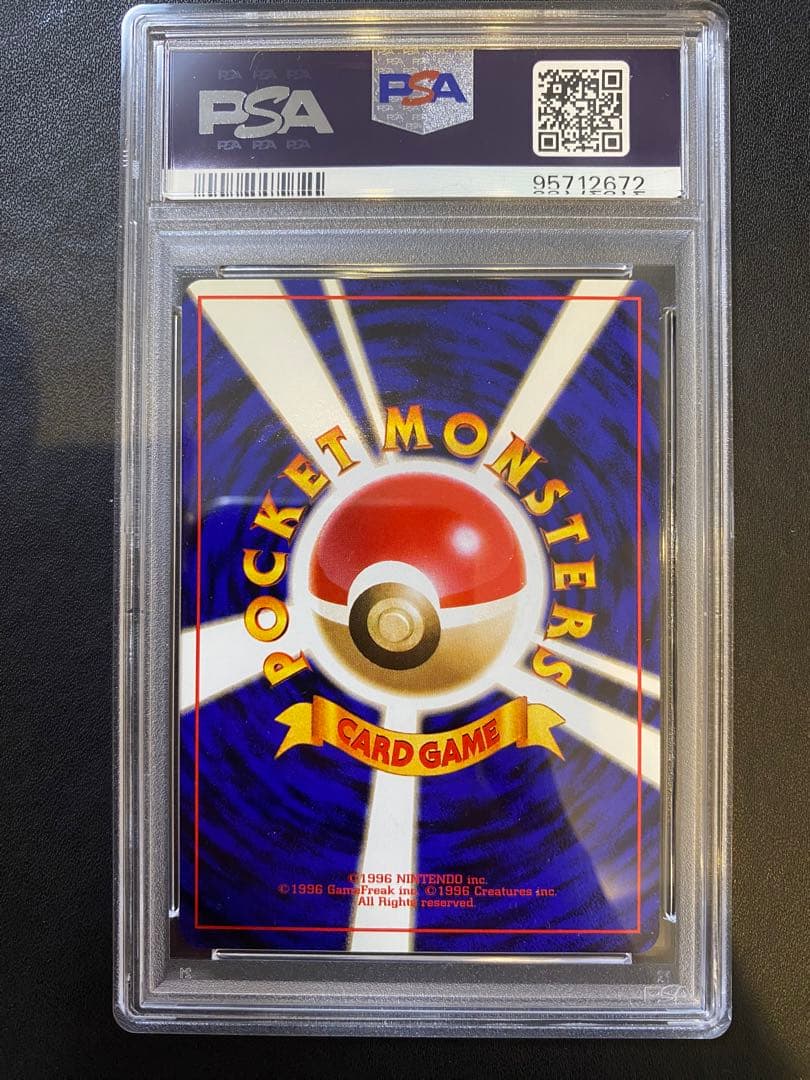 PSA
PSA
95712672
POCKET MONSTERS
CARD GAME
©1996 NINTENDO inc.
©1996 GameFreak inc. ©1996 Creatures inc.
All Rights reserved.
PSA